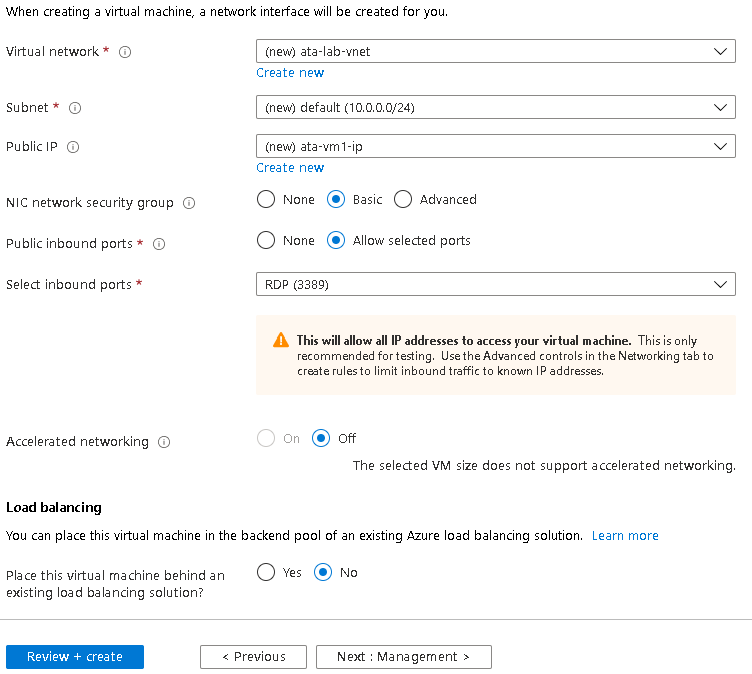 When creating a virtual machine, a network interface will be created for you.
Virtual network *
(new) ata-lab-vnet
Create new
Subnet *
(new) default (10.0.0.0/24)
Public IP
(new) ata-vm1-ip
Create new
NIC network security group
None Basic Advanced
Public inbound ports *
None Allow selected ports
Select inbound ports *
RDP (3389)
This will allow all IP addresses to access your virtual machine. This is only
recommended for testing. Use the Advanced controls in the Networking tab to
create rules to limit inbound traffic to known IP addresses.
Accelerated networking
On Off
The selected VM size does not support accelerated networking.
Load balancing
You can place this virtual machine in the backend pool of an existing Azure load balancing solution. Learn more
Place this virtual machine behind an
existing load balancing solution?
Yes No
Review + create
< Previous
Next : Management >